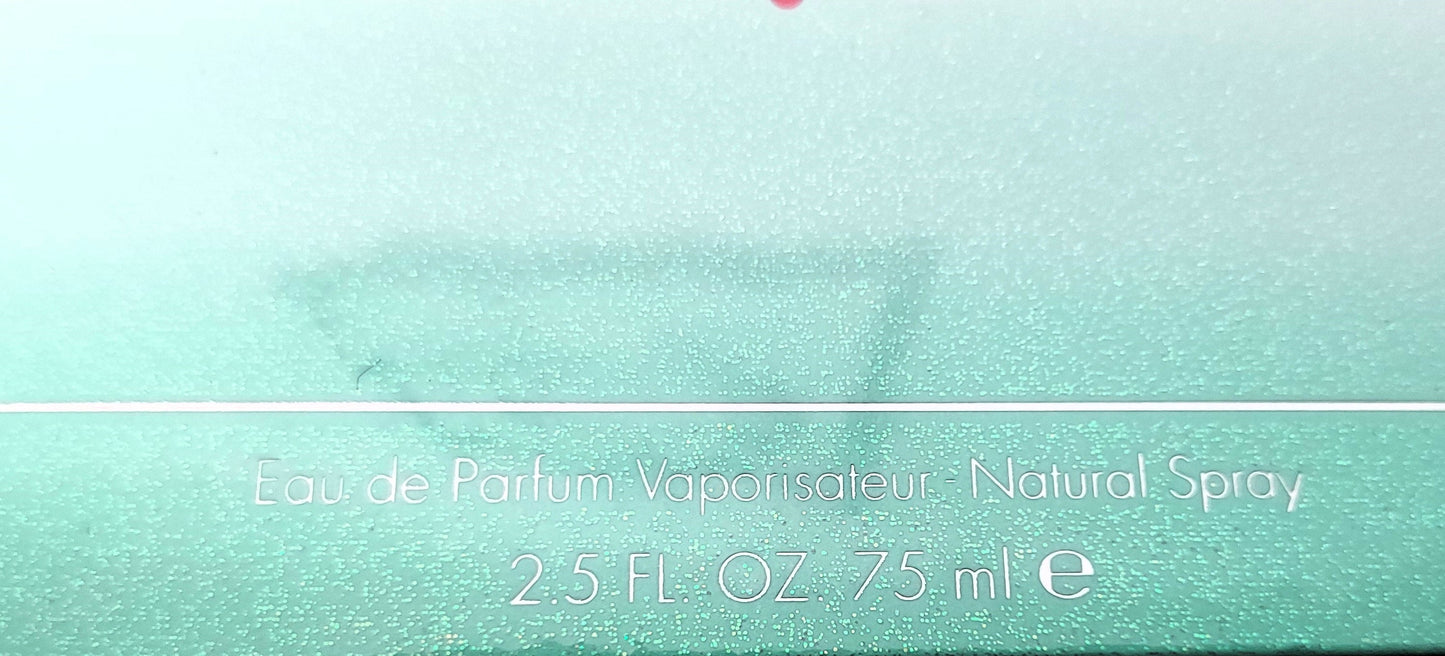 Eau de Parfum Vaporisateur - Natural Spray
2.5 FL. OZ. 75 ml ℮